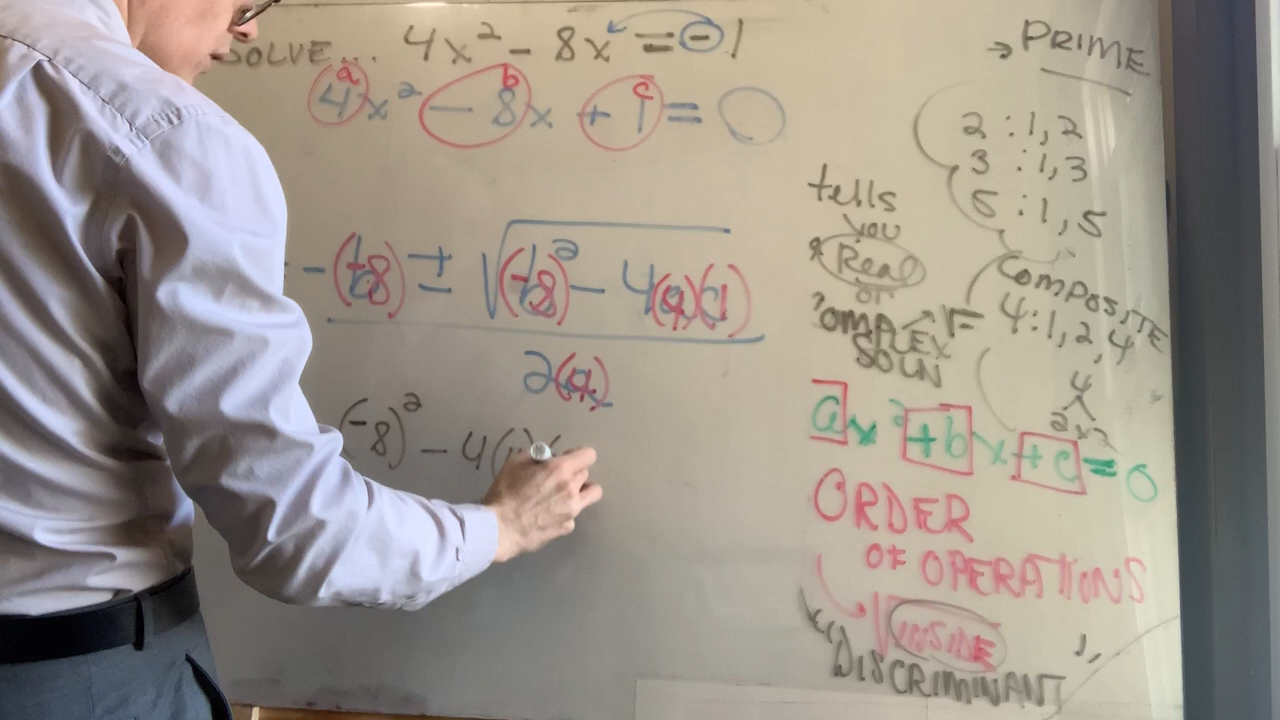 SOLVE... 4x² - 8x = -1
4x² - 8x + 1 = 0
a b c
-(-8) ± √(-8)² - 4(4)(1)
2(4)
(-8)² - 4(
→ PRIME
2 : 1, 2
3 : 1, 3
5 : 1, 5
COMPOSITE
4 : 1, 2, 4
4
2 x 2
tells
you
* Real
or
COMPLEX → √-
SOLN
ax² + bx + c = 0
ORDER
OF OPERATIONS
√INSIDE
"DISCRIMINANT"